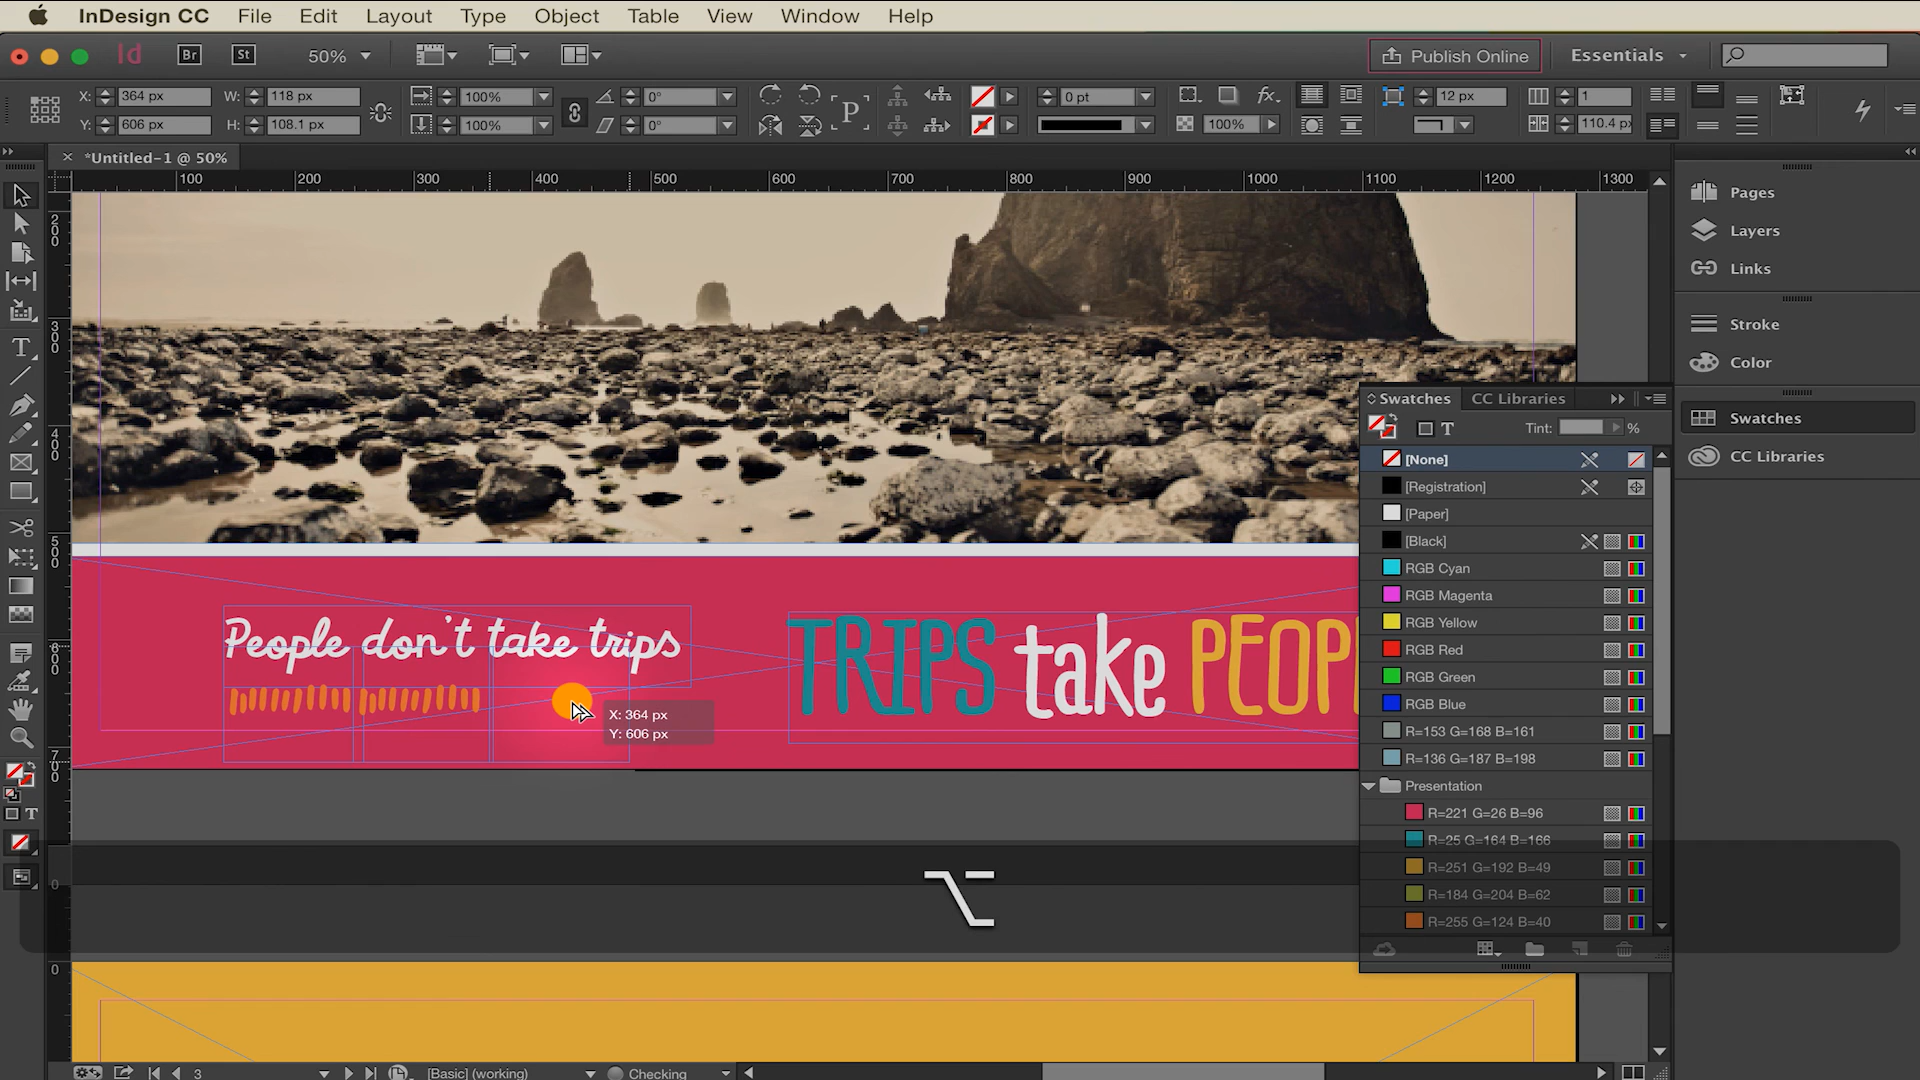 InDesign CC File Edit Layout Type Object Table View Window Help
Id Br St 50% Publish Online Essentials
X: 364 px W: 118 px 100% 0° 0 pt 12 px 1
Y: 606 px H: 108.1 px 100% 0° P fx. 100% 110.4 px
*Untitled-1 @ 50%
100 200 300 400 500 600 700 800 900 1000 1100 1200 1300
Pages
Layers
Links
Stroke
Color
Swatches
CC Libraries
Swatches CC Libraries
T Tint: %
[None]
[Registration]
[Paper]
[Black]
RGB Cyan
RGB Magenta
RGB Yellow
RGB Red
RGB Green
RGB Blue
R=153 G=168 B=161
R=136 G=187 B=198
Presentation
R=221 G=26 B=96
R=25 G=164 B=166
R=251 G=192 B=49
R=184 G=204 B=62
R=255 G=124 B=40
People don't take trips
TRIPS take PEOP
X: 364 px
Y: 606 px
3 [Basic] (working) Checking